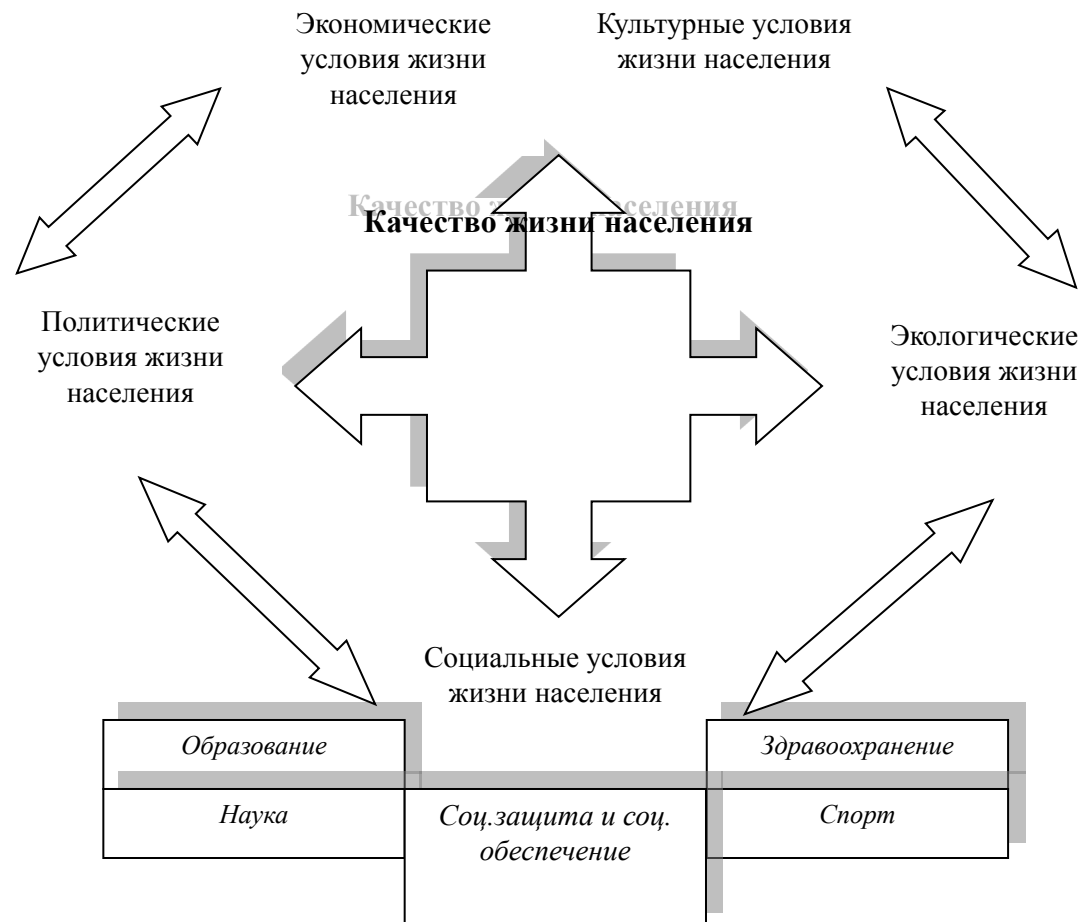 Экономические
условия жизни
населения
Культурные условия
жизни населения
Качество жизни населения
Политические
условия жизни
населения
Экологические
условия жизни
населения
Социальные условия
жизни населения
Образование
Здравоохранение
Наука
Соц.защита и соц.
обеспечение
Спорт